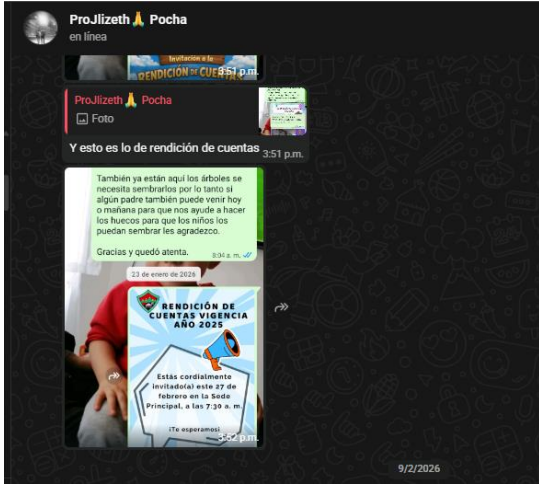 ProJlizeth🙏 Pocha
en línea
Invitación a la
RENDICIÓN DE CUENTAS
3:51 p.m.
ProJlizeth🙏 Pocha
Foto
Y esto es lo de rendición de cuentas
3:51 p.m.
También ya están aquí los árboles se
necesita sembrarlos por lo tanto si
algún padre también puede venir hoy
o mañana para que nos ayude a hacer
los huecos para que los niños los
puedan sembrar les agradezco.
Gracias y quedó atenta.
8:04 a. m.
23 de enero de 2026
RENDICIÓN DE
CUENTAS VIGENCIA
AÑO 2025
Estás cordialmente
invitado(a) este 27 de
febrero en la Sede
Principal, a las 7:30 a. m.
¡Te esperamos!
3:52 p.m.
9/2/2026